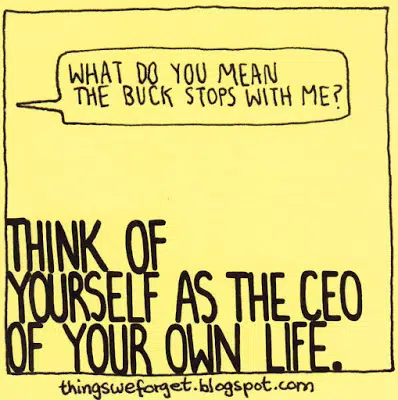 WHAT DO YOU MEAN
THE BUCK STOPS WITH ME?
THINK OF
YOURSELF AS THE CEO
OF YOUR OWN LIFE.
thingsweforget.blogspot.com